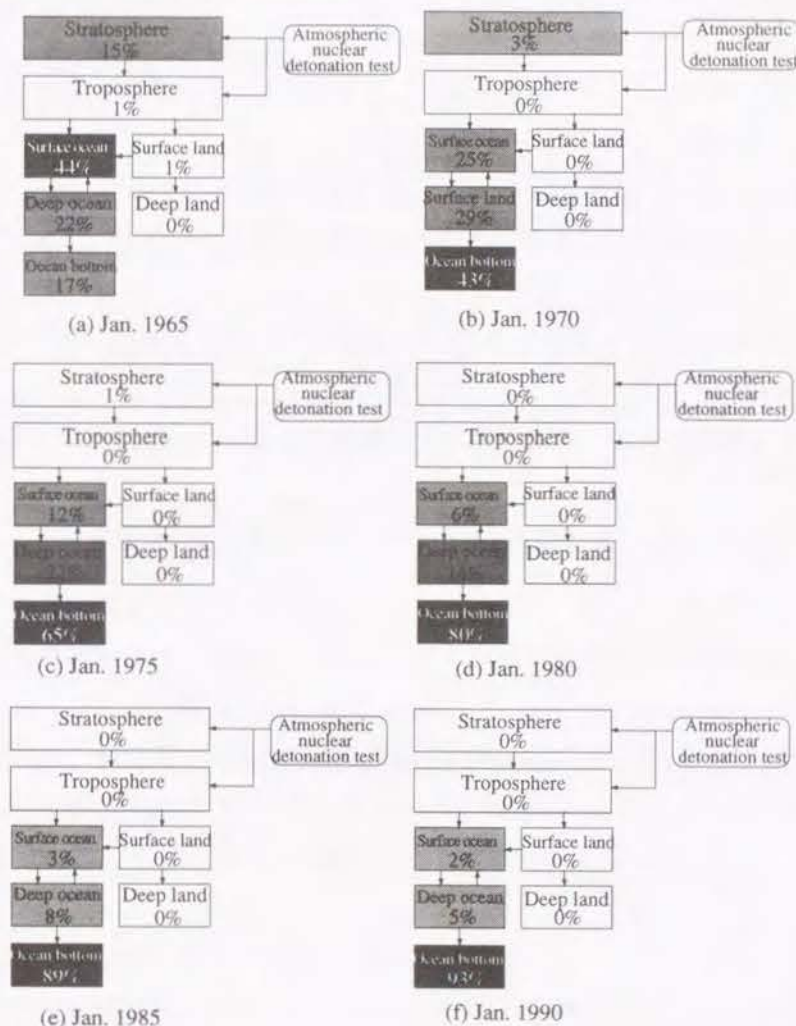 Stratosphere
15%
Atmospheric
nuclear
detonation test
Troposphere
1%
Surface ocean
44%
Surface land
1%
Deep ocean
22%
Deep land
0%
Ocean bottom
17%
(a) Jan. 1965
Stratosphere
3%
Atmospheric
nuclear
detonation test
Troposphere
0%
Surface ocean
25%
Surface land
0%
Surface land
29%
Deep land
0%
Ocean bottom
43%
(b) Jan. 1970
Stratosphere
1%
Atmospheric
nuclear
detonation test
Troposphere
0%
Surface ocean
12%
Surface land
0%
Deep ocean
Deep land
0%
Ocean bottom
65%
(c) Jan. 1975
Stratosphere
0%
Atmospheric
nuclear
detonation test
Troposphere
0%
Surface ocean
6%
Surface land
0%
Deep ocean
Deep land
0%
Ocean bottom
80%
(d) Jan. 1980
Stratosphere
0%
Atmospheric
nuclear
detonation test
Troposphere
0%
Surface ocean
3%
Surface land
0%
Deep ocean
8%
Deep land
0%
Ocean bottom
89%
(e) Jan. 1985
Stratosphere
0%
Atmospheric
nuclear
detonation test
Troposphere
0%
Surface ocean
2%
Surface land
0%
Deep ocean
5%
Deep land
0%
Ocean bottom
93%
(f) Jan. 1990